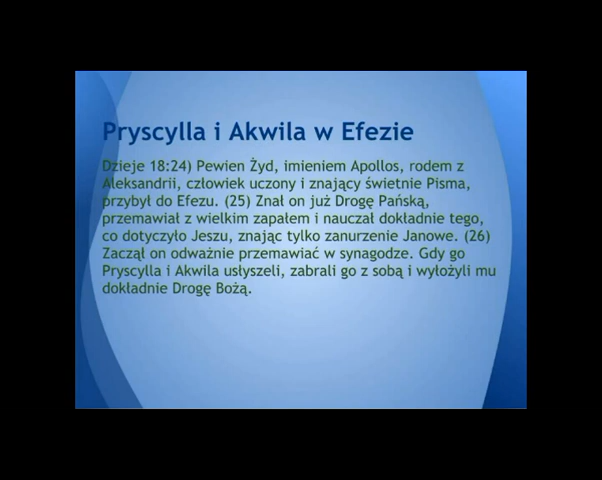 Pryscylla i Akwila w Efezie
Dzieje 18:24) Pewien Żyd, imieniem Apollos, rodem z
Aleksandrii, człowiek uczony i znający świetnie Pisma,
przybył do Efezu. (25) Znał on już Drogę Pańską,
przemawiał z wielkim zapałem i nauczał dokładnie tego,
co dotyczyło Jeszu, znając tylko zanurzenie Janowe. (26)
Zaczął on odważnie przemawiać w synagodze. Gdy go
Pryscylla i Akwila usłyszeli, zabrali go z sobą i wyłożyli mu
dokładnie Drogę Bożą.